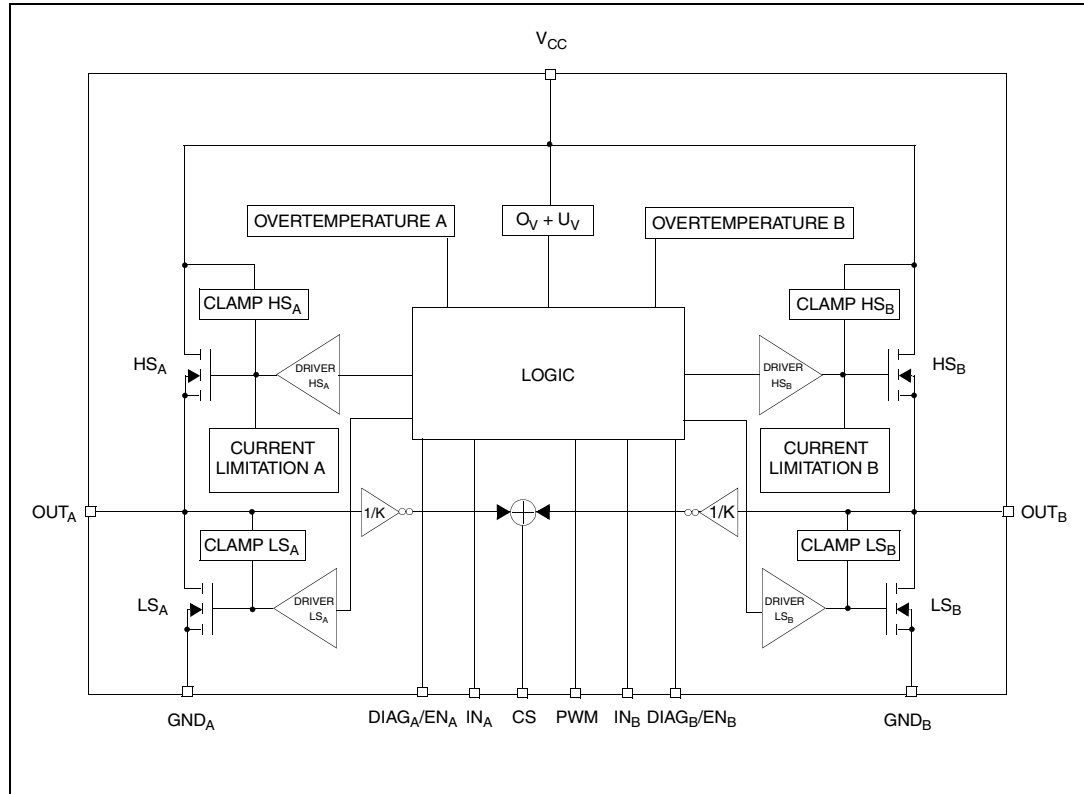 VCC
OVERTEMPERATURE A
OV + UV
OVERTEMPERATURE B
CLAMP HSA
CLAMP HSB
HSA
DRIVER
HSA
LOGIC
DRIVER
HSB
HSB
CURRENT
LIMITATION A
CURRENT
LIMITATION B
OUTA
1/K
1/K
OUTB
CLAMP LSA
CLAMP LSB
LSA
DRIVER
LSA
DRIVER
LSB
LSB
GNDA
DIAGA/ENA
INA
CS
PWM
INB
DIAGB/ENB
GNDB